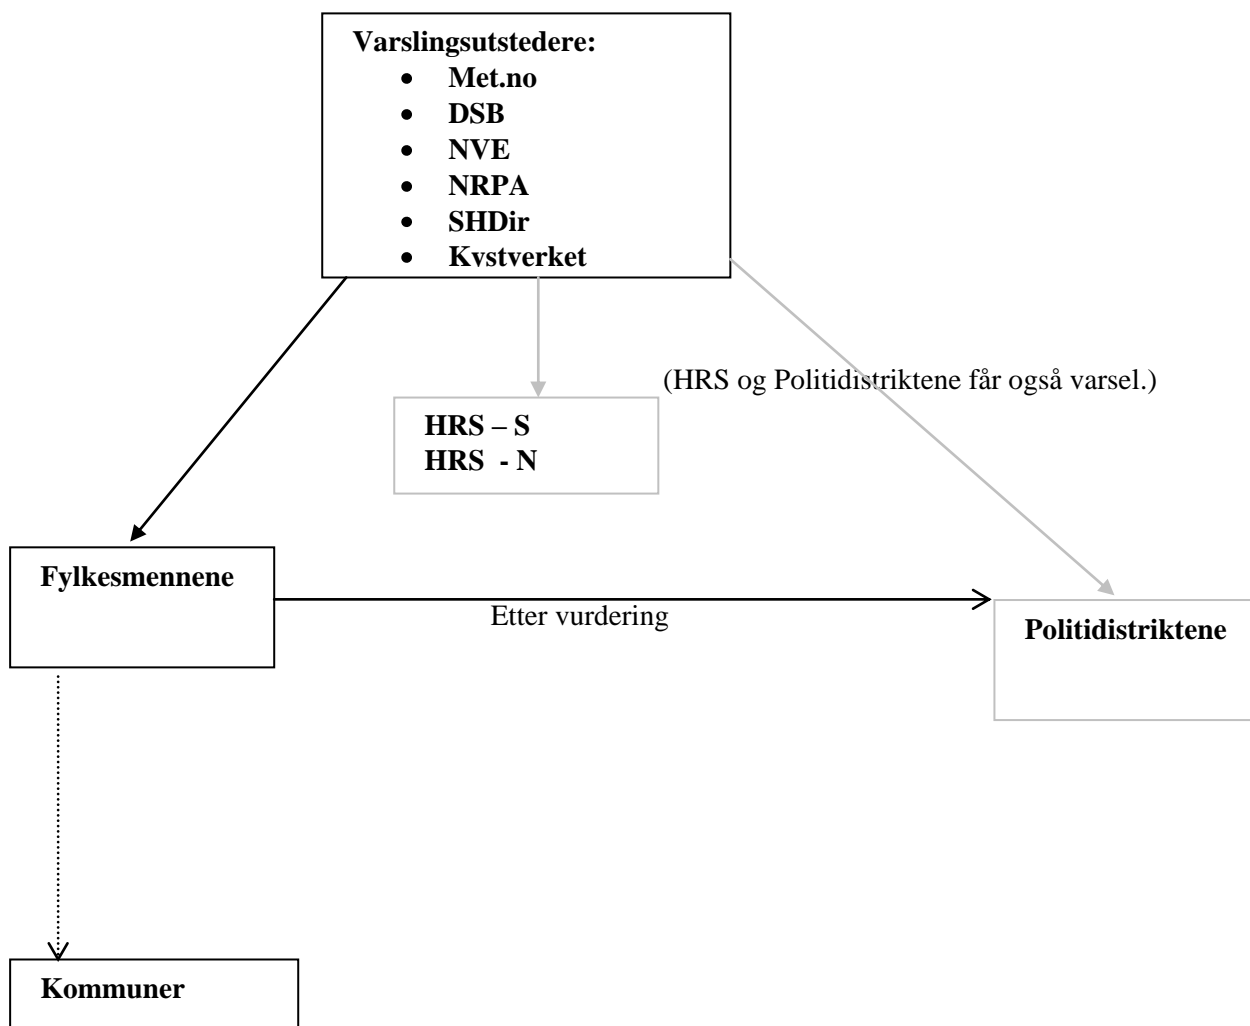 Varslingsutstedere:
• Met.no
• DSB
• NVE
• NRPA
• SHDir
• Kystverket
(HRS og Politidistriktene får også varsel.)
HRS – S
HRS - N
Fylkesmennene
Etter vurdering
Politidistriktene
Kommuner